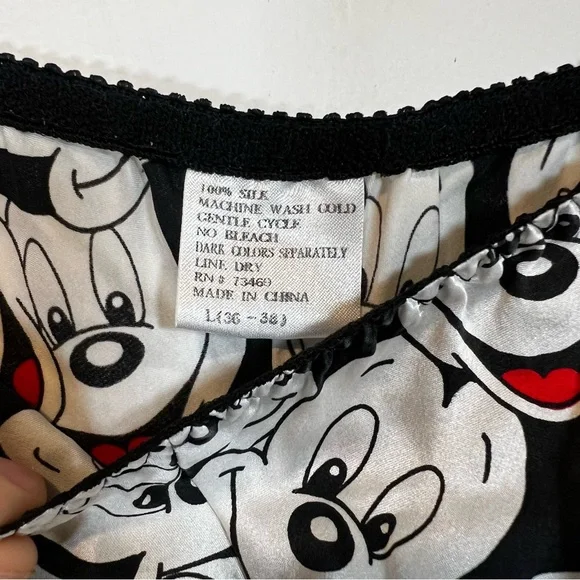 100% SILK
MACHINE WASH COLD
GENTLE CYCLE
NO BLEACH
DARK COLORS SEPARATELY
LINE DRY
RN# 73469
MADE IN CHINA
L(36-38)